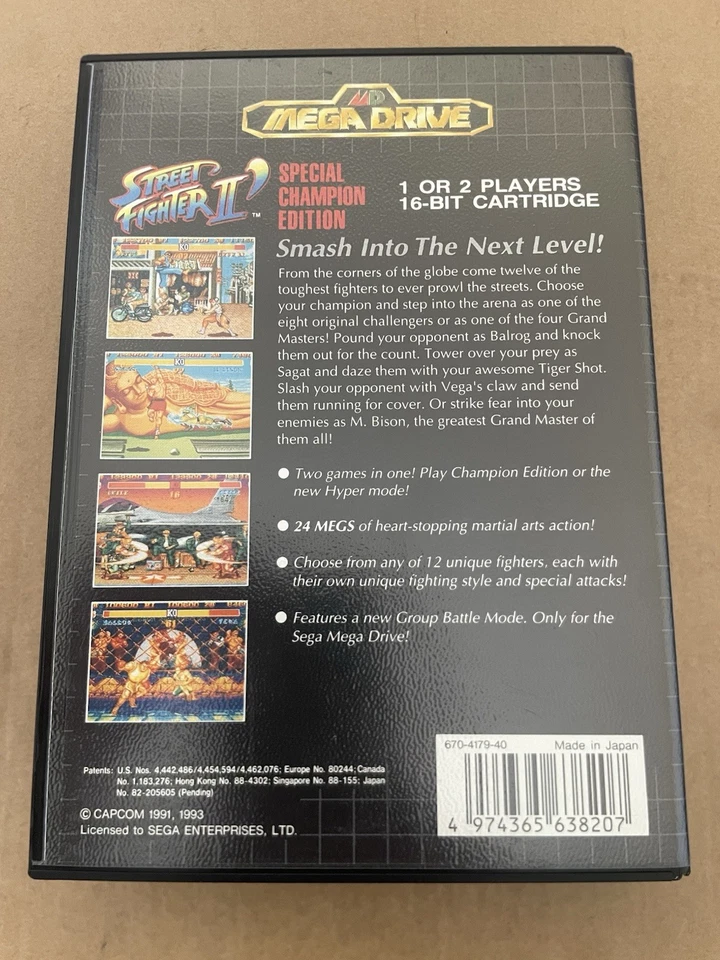 MD
MEGA DRIVE
STREET
FIGHTER II' ™
SPECIAL
CHAMPION
EDITION
1 OR 2 PLAYERS
16-BIT CARTRIDGE
Smash Into The Next Level!
From the corners of the globe come twelve of the
toughest fighters to ever prowl the streets. Choose
your champion and step into the arena as one of the
eight original challengers or as one of the four Grand
Masters! Pound your opponent as Balrog and knock
them out for the count. Tower over your prey as
Sagat and daze them with your awesome Tiger Shot.
Slash your opponent with Vega's claw and send
them running for cover. Or strike fear into your
enemies as M. Bison, the greatest Grand Master of
them all!
● Two games in one! Play Champion Edition or the
new Hyper mode!
● 24 MEGS of heart-stopping martial arts action!
● Choose from any of 12 unique fighters, each with
their own unique fighting style and special attacks!
● Features a new Group Battle Mode. Only for the
Sega Mega Drive!
KO
KO
KO
Patents: U.S. Nos. 4,442,486/4,454,594/4,462,076; Europe No. 80244; Canada
No. 1,183,276; Hong Kong No. 88-4302; Singapore No. 88-155; Japan
No. 82-205605 (Pending)
© CAPCOM 1991, 1993
Licensed to SEGA ENTERPRISES, LTD.
670-4179-40 Made in Japan
4 974365 638207